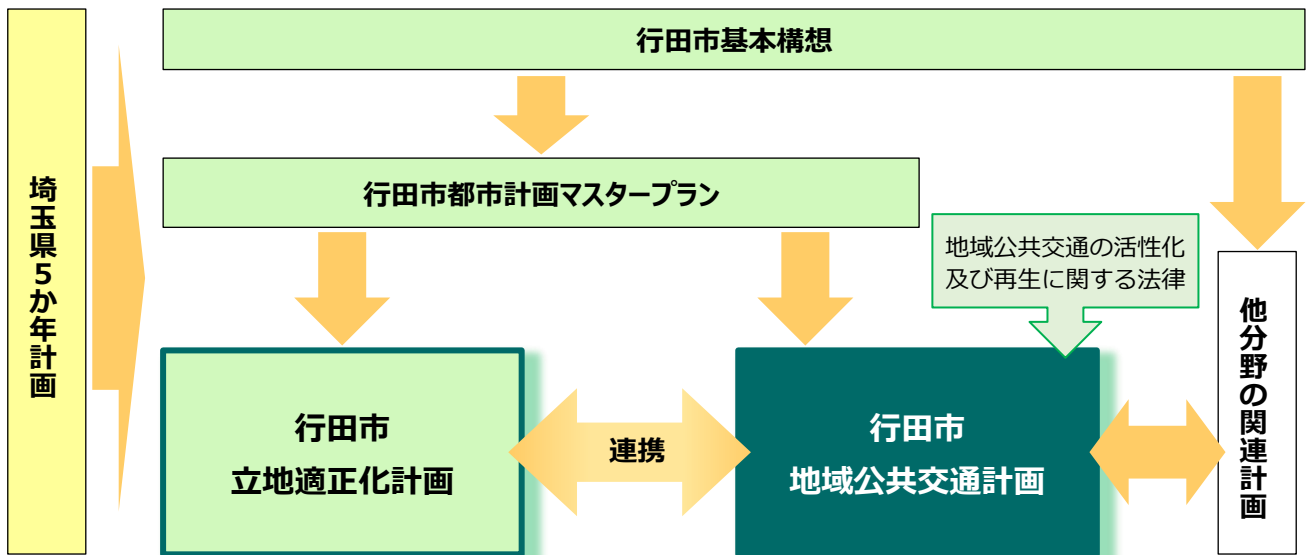 行田市基本構想
埼玉県5か年計画
行田市都市計画マスタープラン
地域公共交通の活性化
及び再生に関する法律
他分野の関連計画
行田市
立地適正化計画
連携
行田市
地域公共交通計画